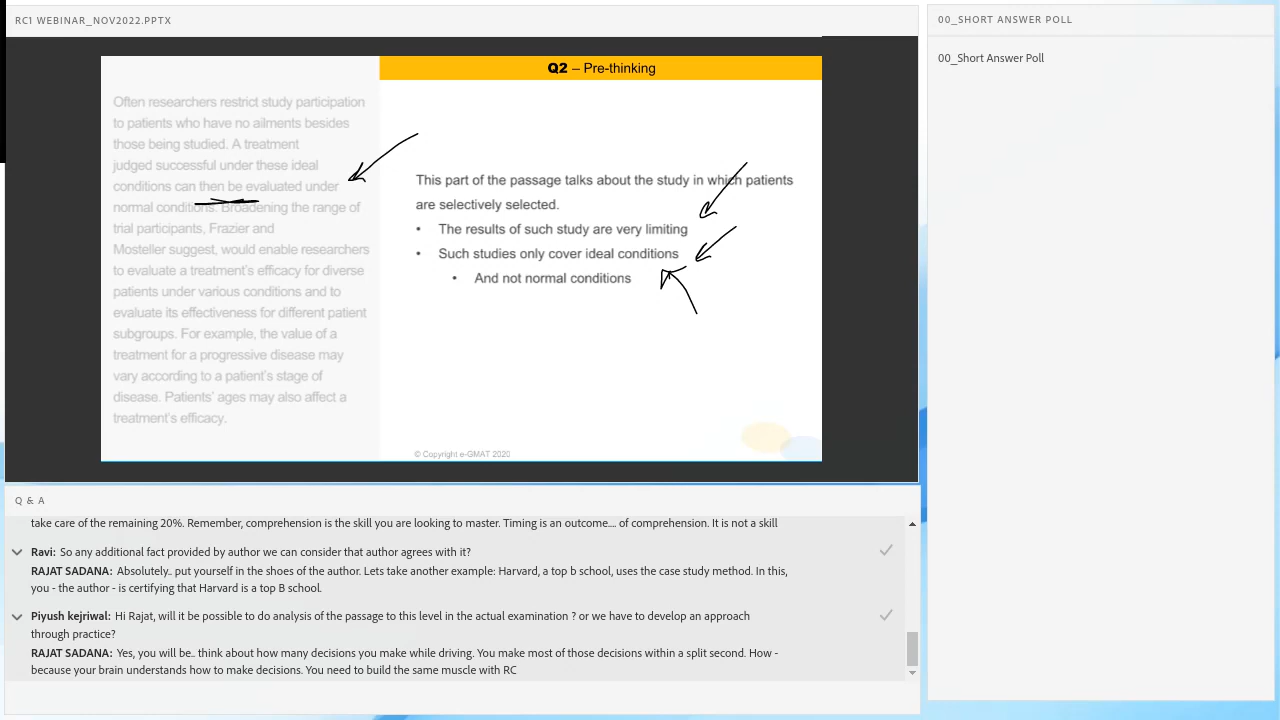 RC1 WEBINAR_NOV2022.PPTX
00_SHORT ANSWER POLL
00_Short Answer Poll
Q2 – Pre-thinking
Often researchers restrict study participation
to patients who have no ailments besides
those being studied. A treatment
judged successful under these ideal
conditions can then be evaluated under
normal conditions. Broadening the range of
trial participants, Frazier and
Mosteller suggest, would enable researchers
to evaluate a treatment's efficacy for diverse
patients under various conditions and to
evaluate its effectiveness for different patient
subgroups. For example, the value of a
treatment for a progressive disease may
vary according to a patient's stage of
disease. Patients' ages may also affect a
treatment's efficacy.
This part of the passage talks about the study in which patients
are selectively selected.
• The results of such study are very limiting
• Such studies only cover ideal conditions
• And not normal conditions
© Copyright e-GMAT 2020
Q & A
take care of the remaining 20%. Remember, comprehension is the skill you are looking to master. Timing is an outcome.... of comprehension. It is not a skill
Ravi: So any additional fact provided by author we can consider that author agrees with it?
RAJAT SADANA: Absolutely.. put yourself in the shoes of the author. Lets take another example: Harvard, a top b school, uses the case study method. In this,
you - the author - is certifying that Harvard is a top B school.
Piyush kejriwal: Hi Rajat, will it be possible to do analysis of the passage to this level in the actual examination ? or we have to develop an approach
through practice?
RAJAT SADANA: Yes, you will be.. think about how many decisions you make while driving. You make most of those decisions within a split second. How -
because your brain understands how to make decisions. You need to build the same muscle with RC